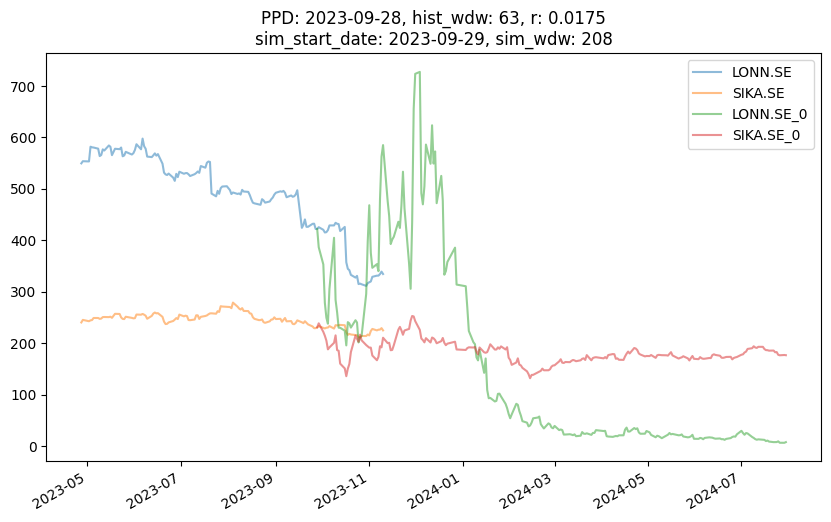 PPD: 2023-09-28, hist_wdw: 63, r: 0.0175
sim_start_date: 2023-09-29, sim_wdw: 208
LONN.SE
SIKA.SE
LONN.SE_0
SIKA.SE_0
700
600
500
400
300
200
100
0
2023-05
2023-07
2023-09
2023-11
2024-01
2024-03
2024-05
2024-07